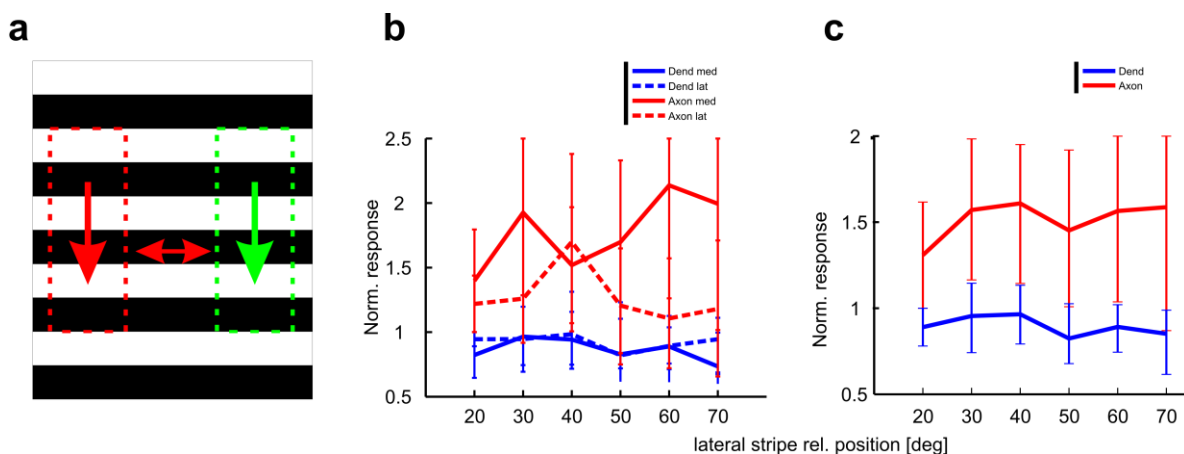 a
b
c
Dend med
Dend lat
Axon med
Axon lat
Norm. response
2.5
2
1.5
1
0.5
20 30 40 50 60 70
Dend
Axon
Norm. response
2
1.5
1
0.5
20 30 40 50 60 70
lateral stripe rel. position [deg]